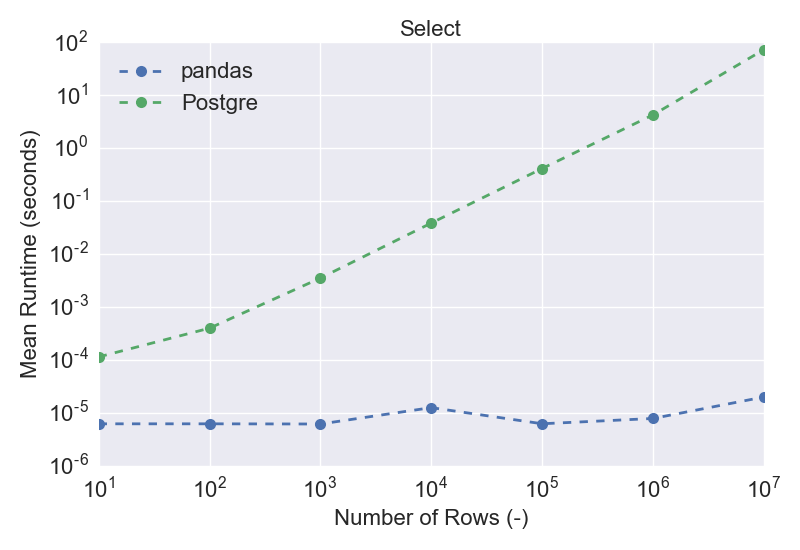 Select
pandas
Postgre
Mean Runtime (seconds)
10^2
10^1
10^0
10^-1
10^-2
10^-3
10^-4
10^-5
10^-6
10^1 10^2 10^3 10^4 10^5 10^6 10^7
Number of Rows (-)